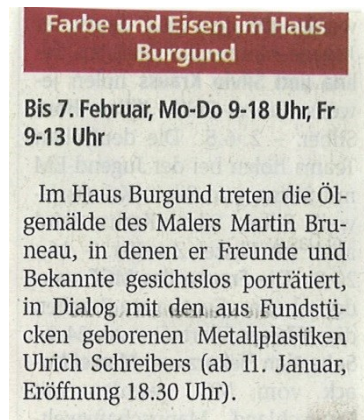 Farbe und Eisen im Haus
Burgund
Bis 7. Februar, Mo-Do 9-18 Uhr, Fr
9-13 Uhr
Im Haus Burgund treten die Öl-
gemälde des Malers Martin Bru-
neau, in denen er Freunde und
Bekannte gesichtslos porträtiert,
in Dialog mit den aus Fundstü-
cken geborenen Metallplastiken
Ulrich Schreibers (ab 11. Januar,
Eröffnung 18.30 Uhr).